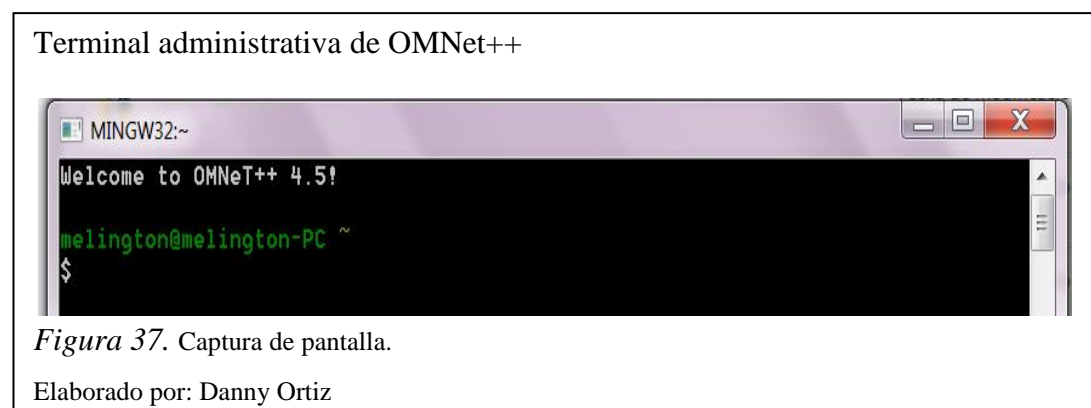 Terminal administrativa de OMNet++
MINGW32:~
Welcome to OMNeT++ 4.5!
melington@melington-PC ~
$
Figura 37. Captura de pantalla.
Elaborado por: Danny Ortiz